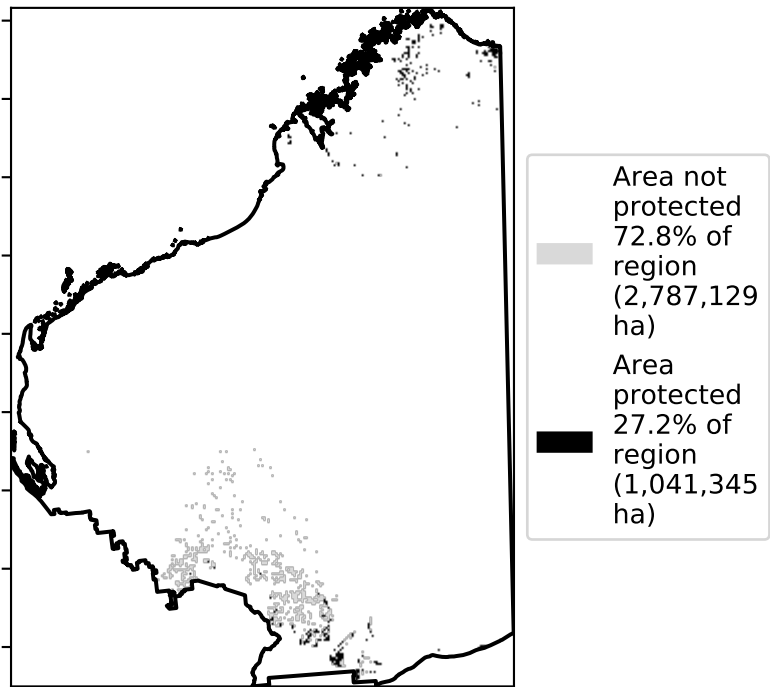 Area not
protected
72.8% of
region
(2,787,129
ha)
Area
protected
27.2% of
region
(1,041,345
ha)